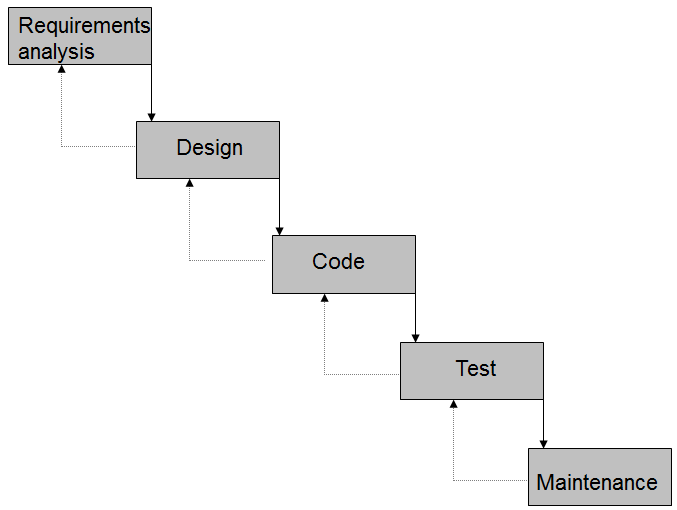 Requirements
analysis
Design
Code
Test
Maintenance